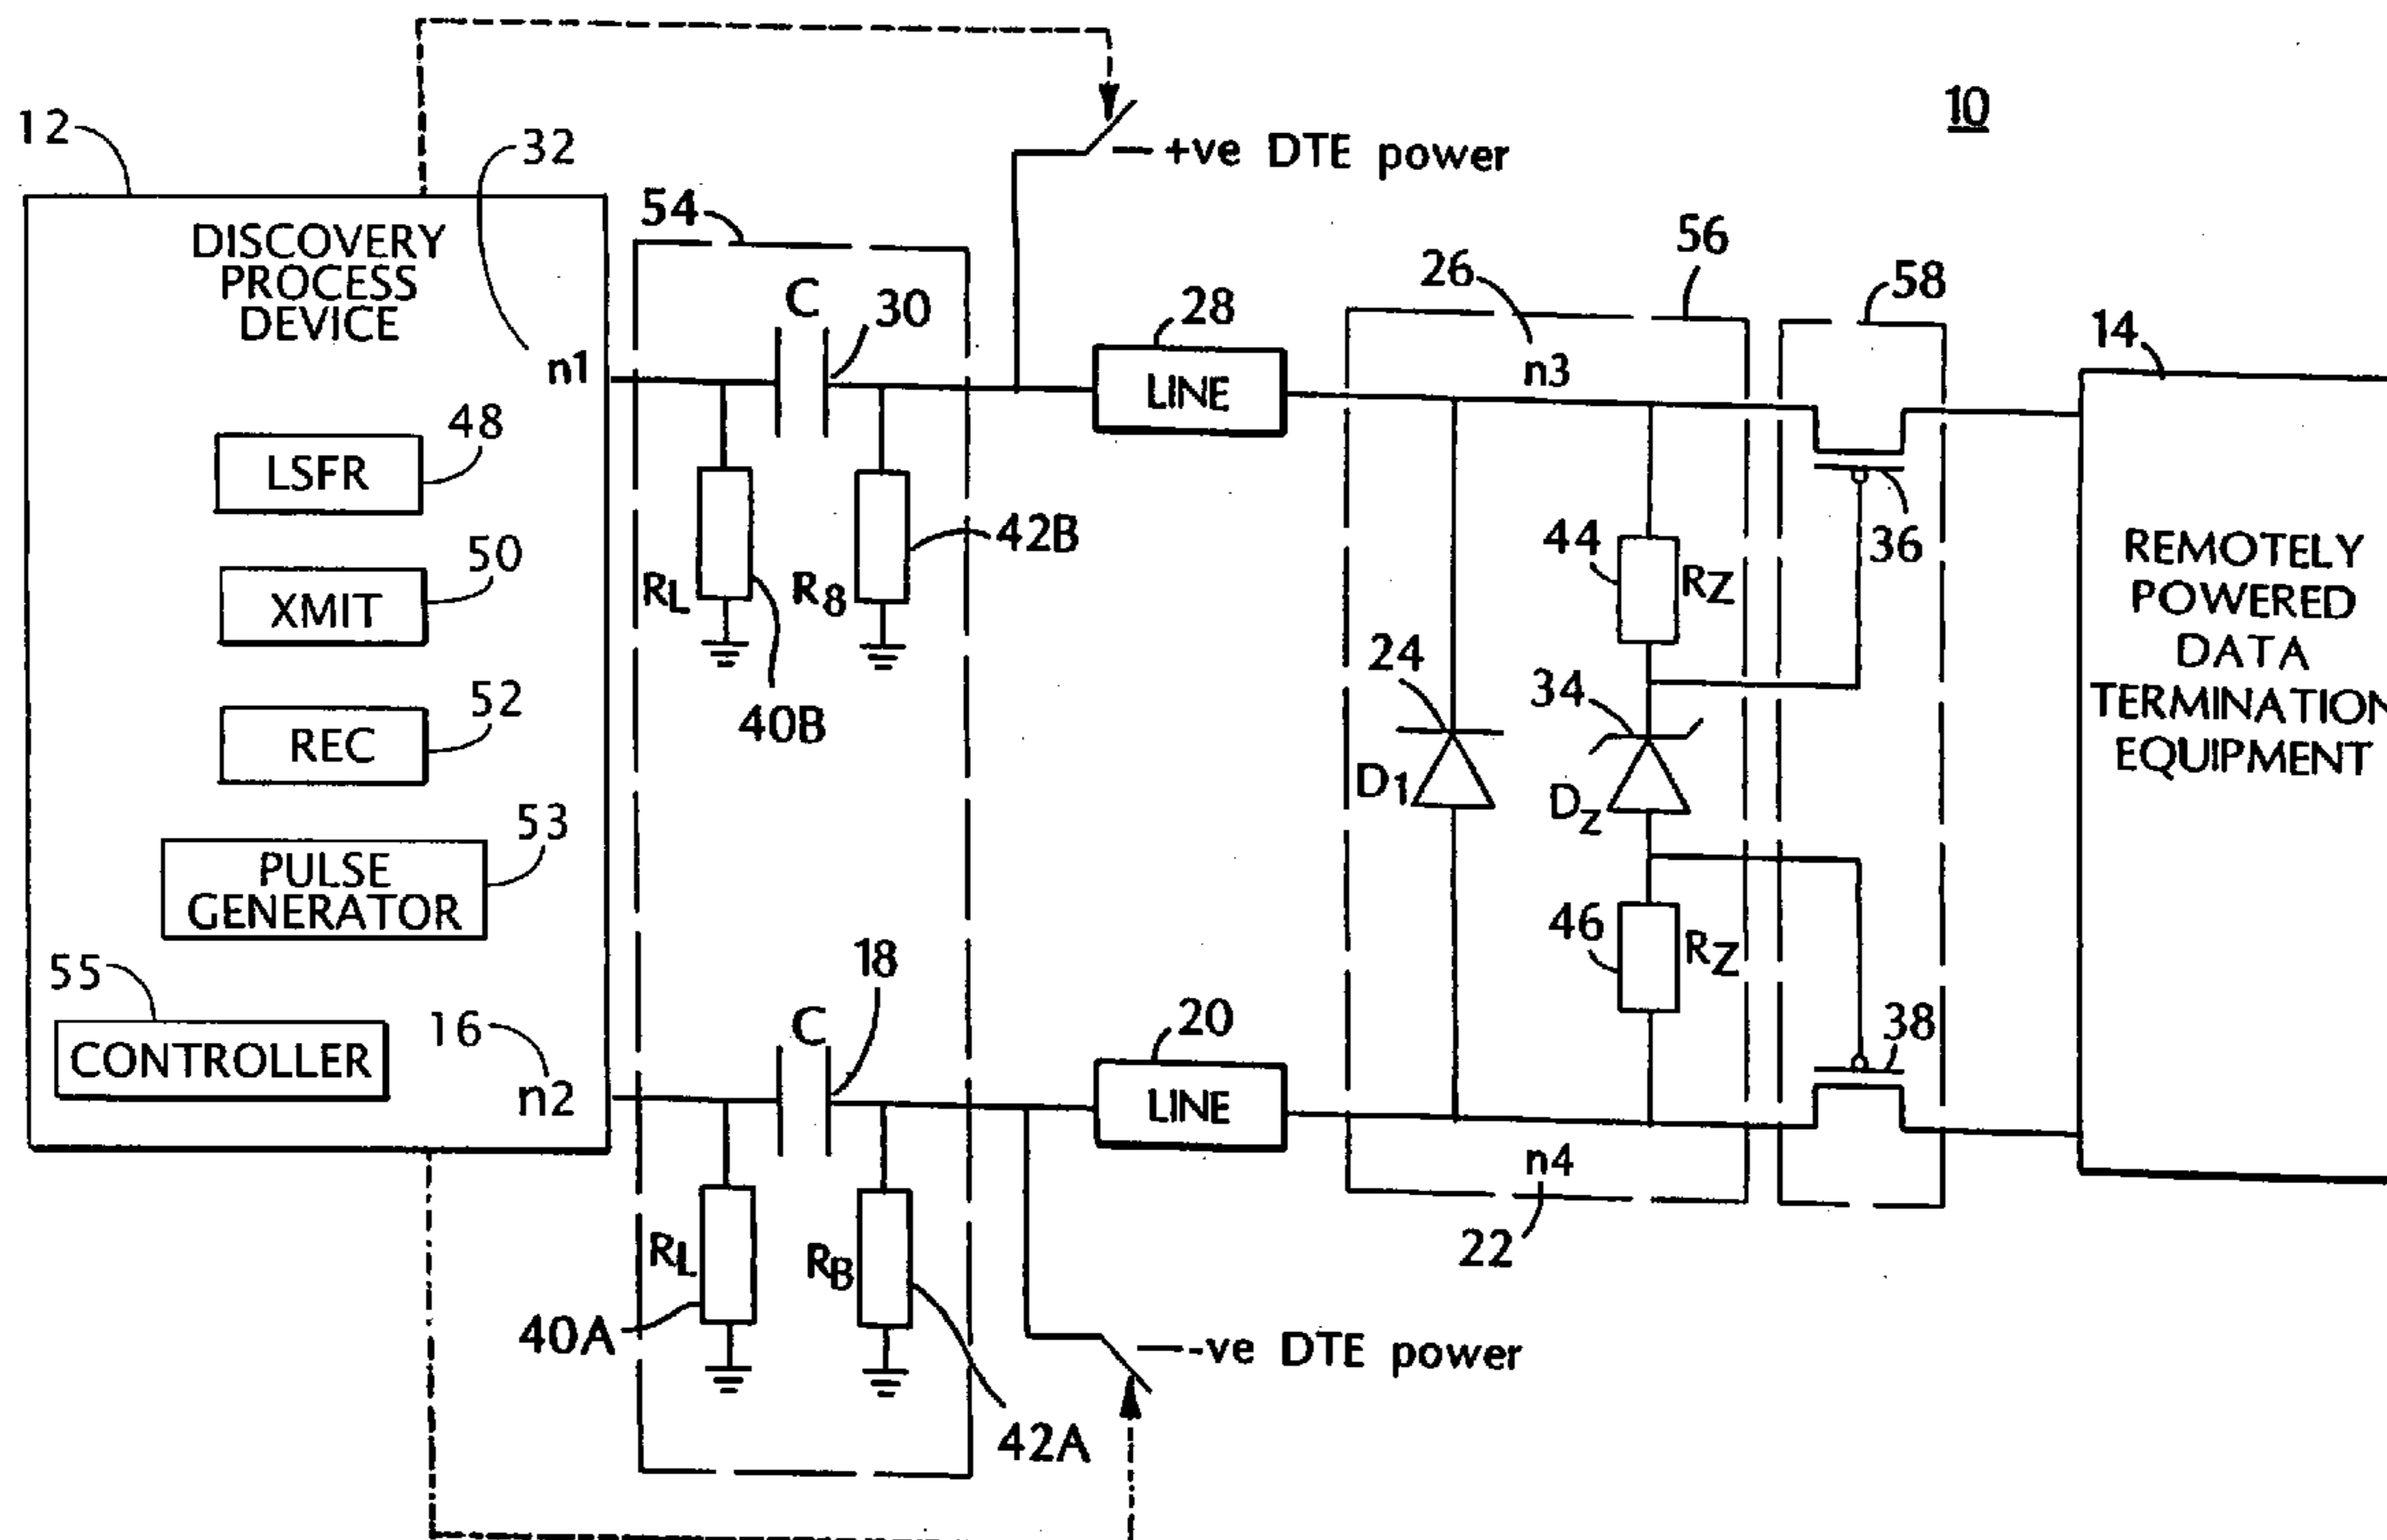 10
12
32
DISCOVERY
PROCESS
DEVICE
n1
LSFR
48
XMIT
50
REC
52
PULSE
GENERATOR
53
55
CONTROLLER
16
n2
54
C
30
RL
40B
R8
42B
+ve DTE power
28
LINE
C
18
RL
40A
RB
42A
20
LINE
-ve DTE power
26
n3
56
58
44
RZ
36
24
D1
34
DZ
46
RZ
38
n4
22
14
REMOTELY
POWERED
DATA
TERMINATION
EQUIPMENT